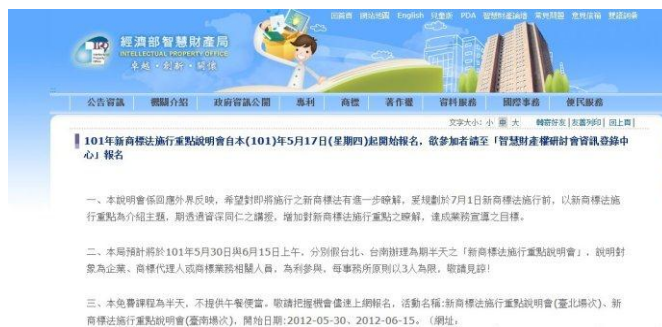 回首頁 網站地圖 English 兒童版 PDA 智慧財產論壇 常見問題 意見信箱 雙語詞彙
經濟部智慧財產局
INTELLECTUAL PROPERTY OFFICE
卓越‧創新‧關懷
公告資訊 機關介紹 政府資訊公開 專利 商標 著作權 資料服務 國際事務 便民服務
文字大小: 小 中 大 轉寄好友|友善列印|回上頁|
101年新商標法施行重點說明會自本(101)年5月17日(星期四)起開始報名，欲參加者請至「智慧財產權研討會資訊登錄中
心」報名
一、本說明會係回應外界反映，希望對即將施行之新商標法有進一步瞭解，爰規劃於7月1日新商標法施行前，以新商標法施
行重點為介紹主題，期透過資深同仁之講授，增加對新商標法施行重點之瞭解，達成業務宣導之目標。
二、本局預計將於101年5月30日與6月15日上午，分別假台北、台南辦理為期半天之「新商標法施行重點說明會」，說明對
象為企業、商標代理人或商標業務相關人員，為利參與，每事務所原則以3人為限，敬請見諒!
三、本免費課程為半天，不提供午餐便當。敬請把握機會儘速上網報名，活動名稱:新商標法施行重點說明會(臺北場次)、新
商標法施行重點說明會(臺南場次)，開始日期:2012-05-30、2012-06-15。（網址: